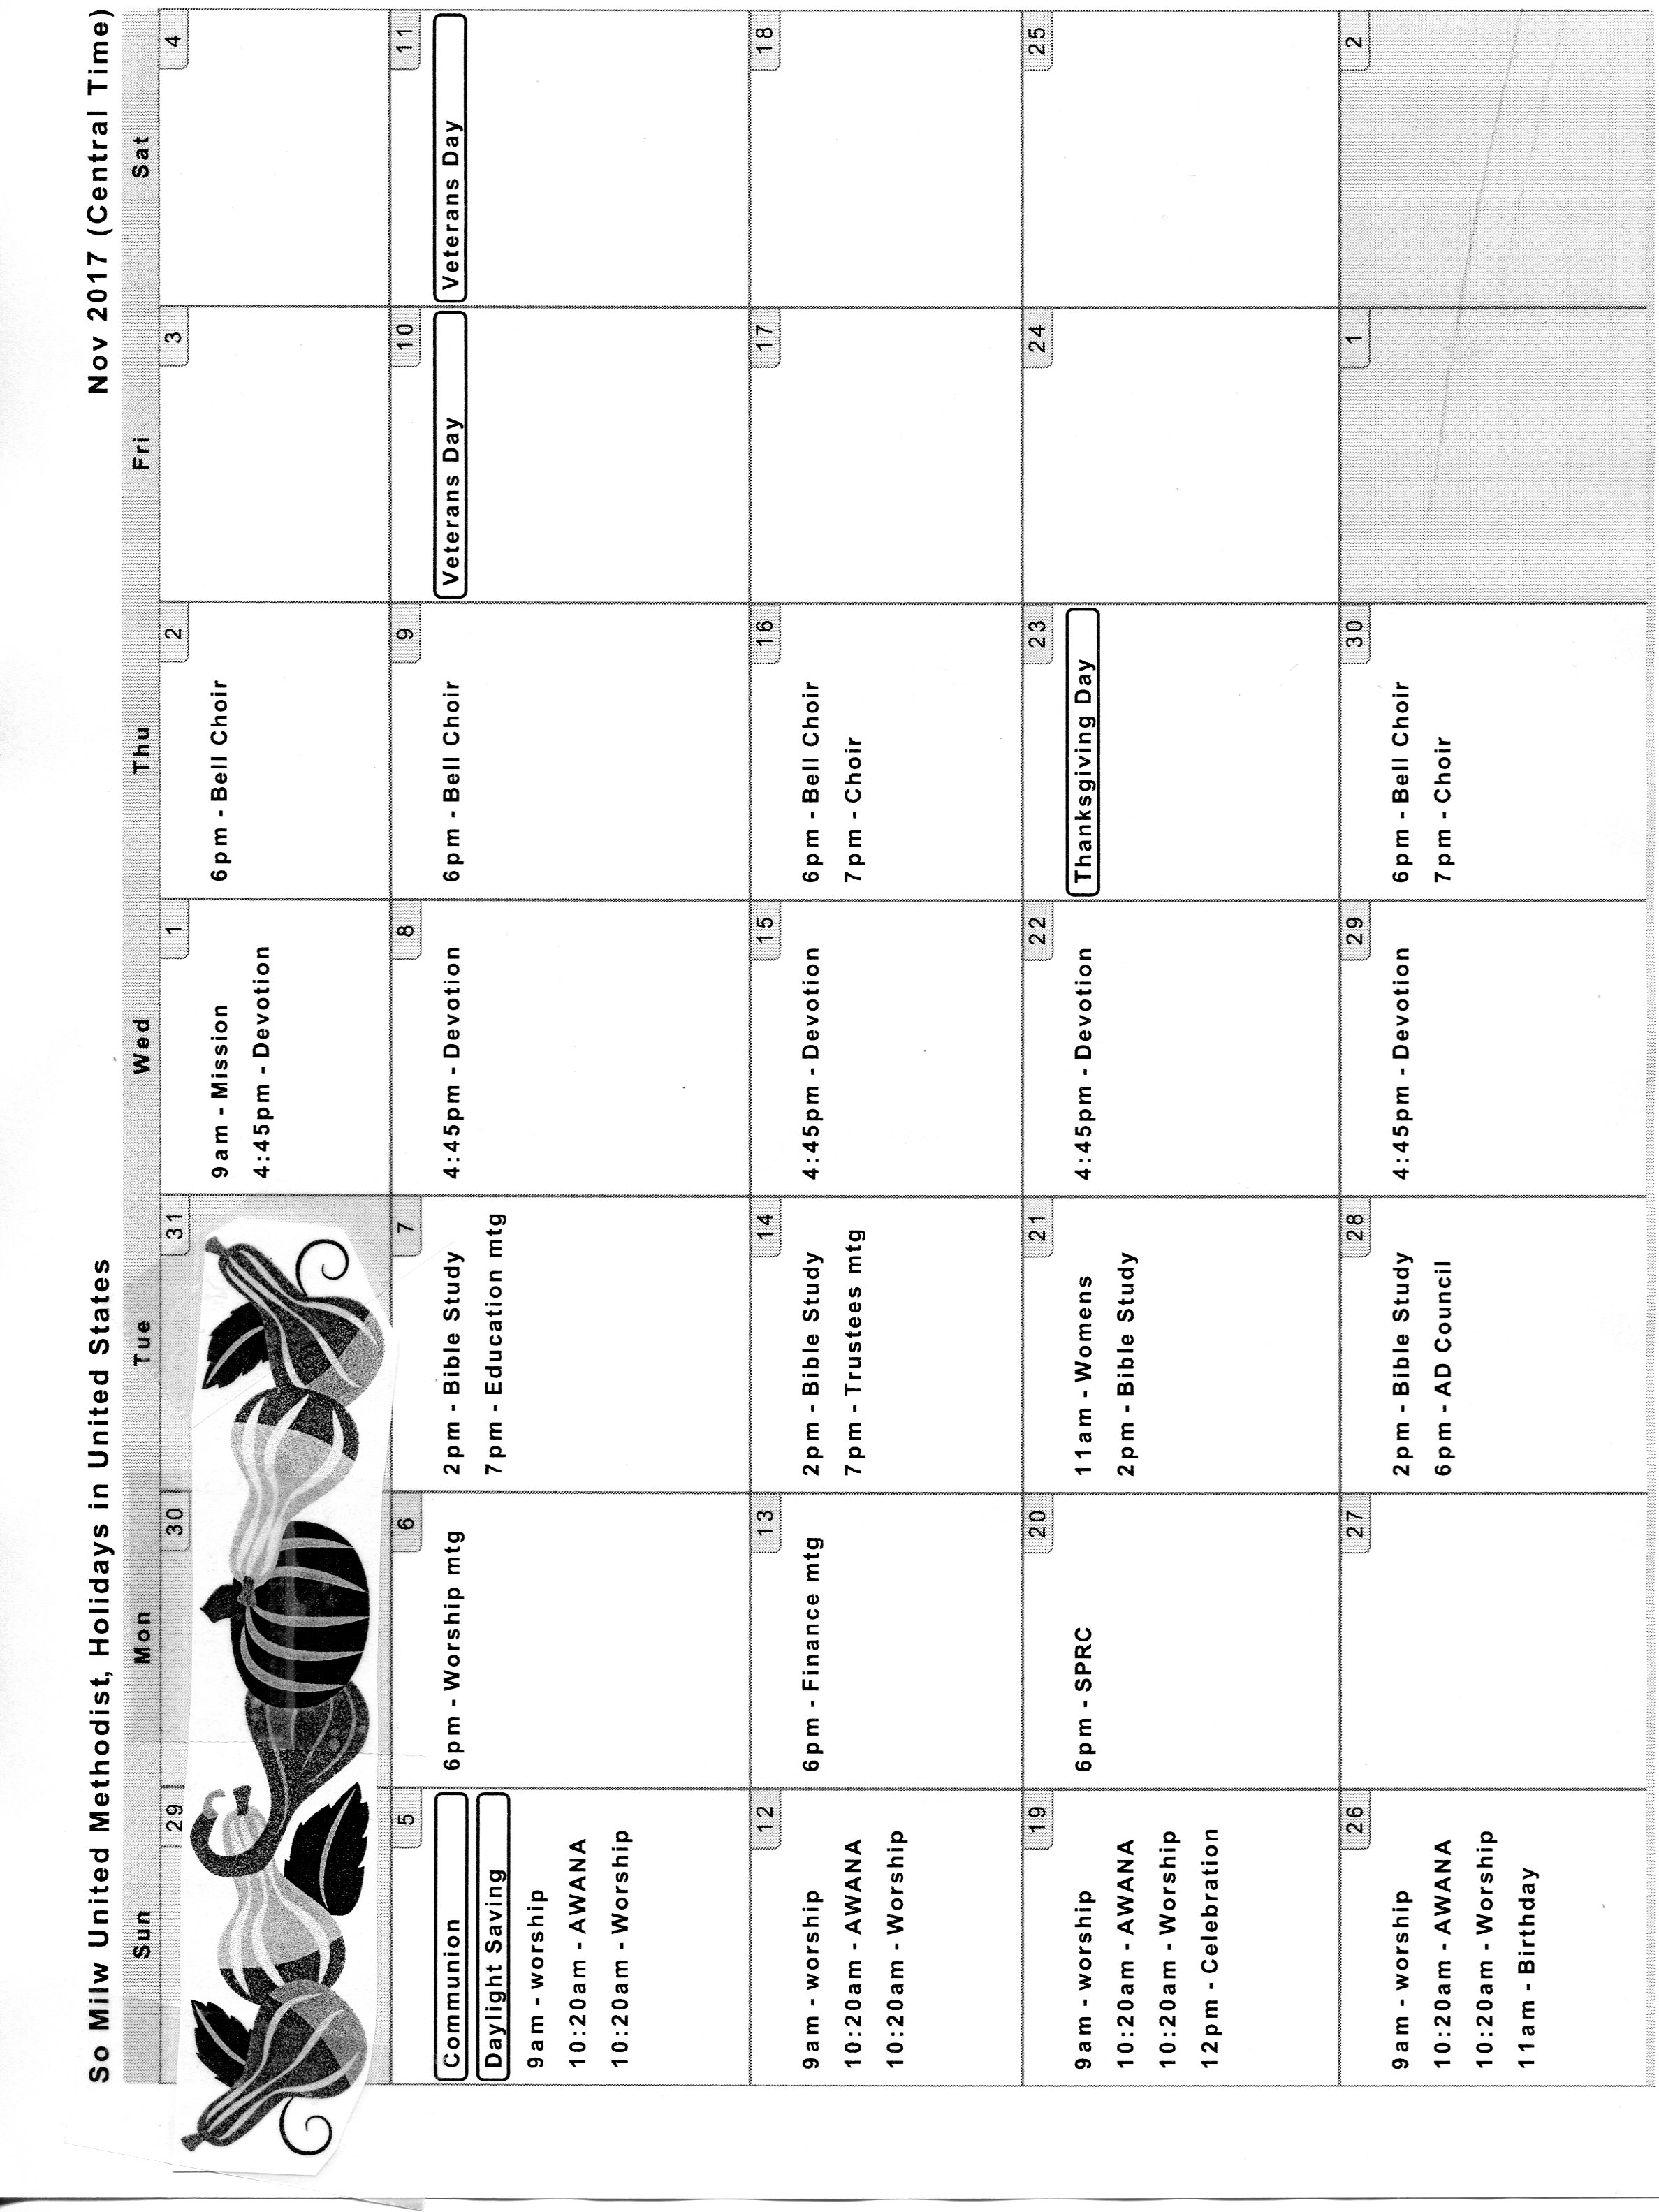 So Milw United Methodist, Holidays in United States
Nov 2017 (Central Time)
Sun Mon Tue Wed Thu Fri Sat
29 30 31 1 2 3 4
9am - Mission
4:45pm - Devotion
6pm - Bell Choir
5
Communion
Daylight Saving
9am - worship
10:20am - AWANA
10:20am - Worship
6
6pm - Worship mtg
7
2pm - Bible Study
7pm - Education mtg
8
4:45pm - Devotion
9
6pm - Bell Choir
10
Veterans Day
11
Veterans Day
12
9am - worship
10:20am - AWANA
10:20am - Worship
13
6pm - Finance mtg
14
2pm - Bible Study
7pm - Trustees mtg
15
4:45pm - Devotion
16
6pm - Bell Choir
7pm - Choir
17
18
19
9am - worship
10:20am - AWANA
10:20am - Worship
12pm - Celebration
20
6pm - SPRC
21
11am - Womens
2pm - Bible Study
22
4:45pm - Devotion
23
Thanksgiving Day
24
25
26
9am - worship
10:20am - AWANA
10:20am - Worship
11am - Birthday
27
28
2pm - Bible Study
6pm - AD Council
29
4:45pm - Devotion
30
6pm - Bell Choir
7pm - Choir
1
2